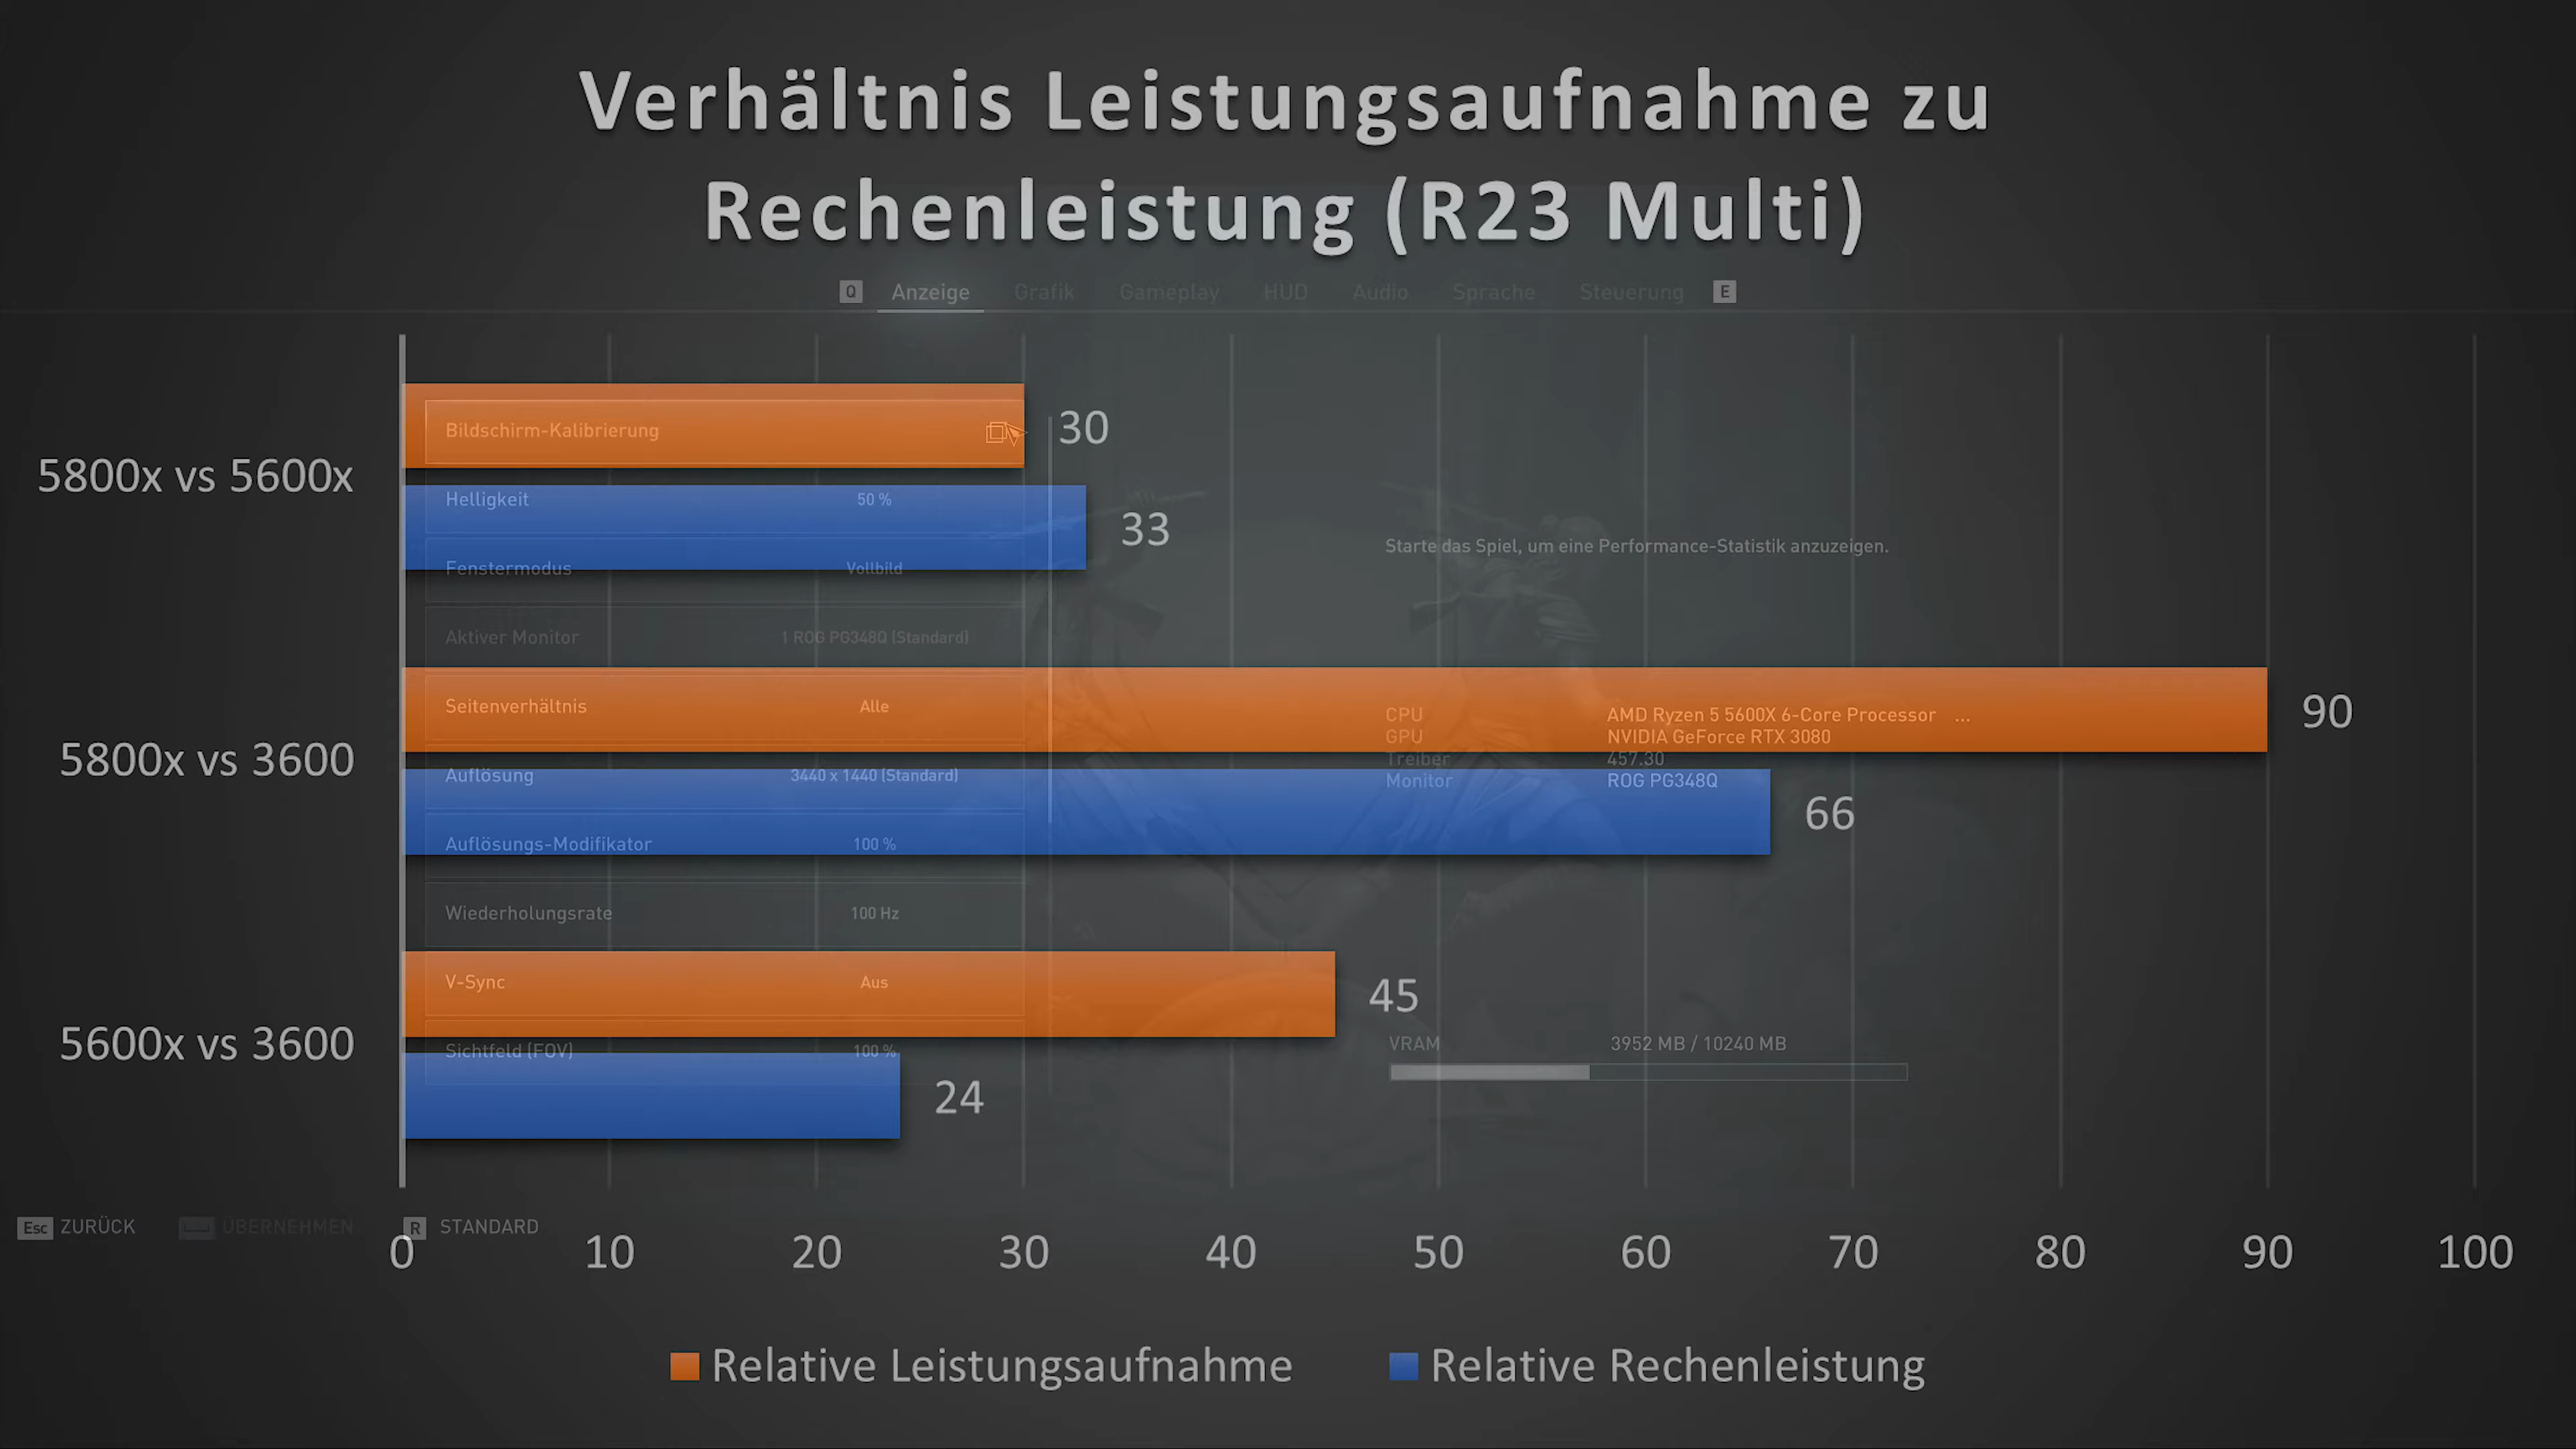 Verhältnis Leistungsaufnahme zu
Rechenleistung (R23 Multi)
Q Anzeige Grafik Gameplay HUD Audio Sprache Steuerung E
5800x vs 5600x
30
33
5800x vs 3600
90
66
5600x vs 3600
45
24
Bildschirm-Kalibrierung
Helligkeit 50 %
Fenstermodus Vollbild
Aktiver Monitor 1 ROG PG348Q (Standard)
Seitenverhältnis Alle
Auflösung 3440 x 1440 (Standard)
Auflösungs-Modifikator 100 %
Wiederholungsrate 100 Hz
V-Sync Aus
Sichtfeld (FOV) 100 %
Starte das Spiel, um eine Performance-Statistik anzuzeigen.
CPU AMD Ryzen 5 5600X 6-Core Processor ...
GPU NVIDIA GeForce RTX 3080
Treiber 457.30
Monitor ROG PG348Q
VRAM 3952 MB / 10240 MB
Esc ZURÜCK ÜBERNEHMEN R STANDARD
0 10 20 30 40 50 60 70 80 90 100
Relative Leistungsaufnahme Relative Rechenleistung